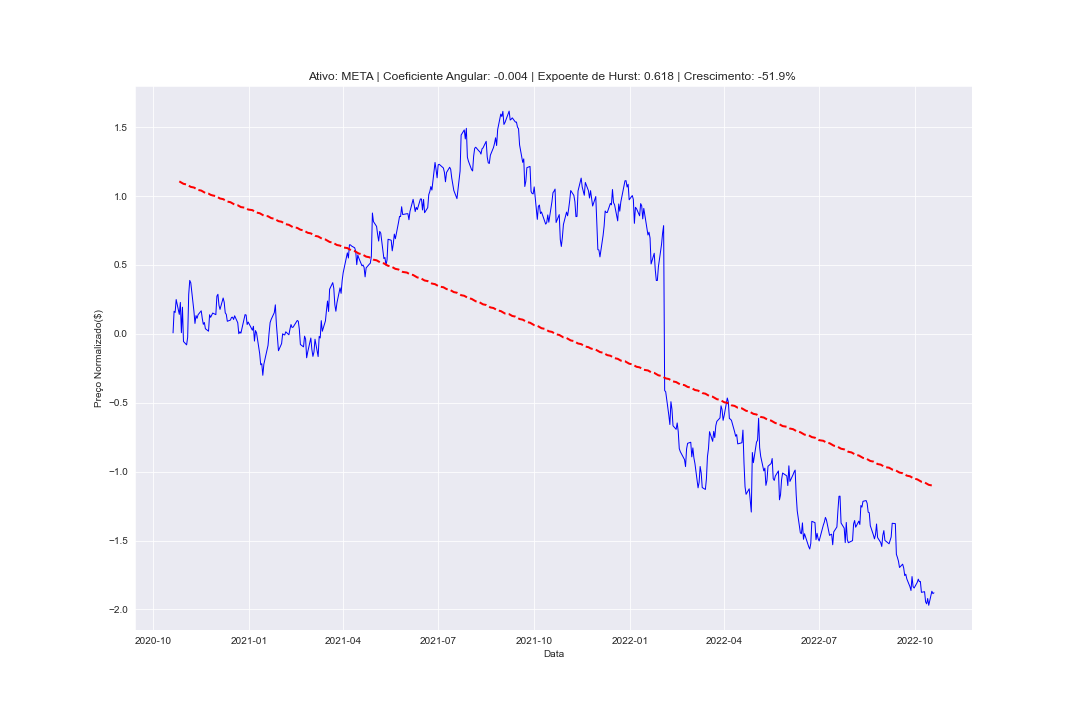 Ativo: META | Coeficiente Angular: -0.004 | Expoente de Hurst: 0.618 | Crescimento: -51.9%
Preço Normalizado($)
1.5
1.0
0.5
0.0
−0.5
−1.0
−1.5
−2.0
2020-10 2021-01 2021-04 2021-07 2021-10 2022-01 2022-04 2022-07 2022-10
Data